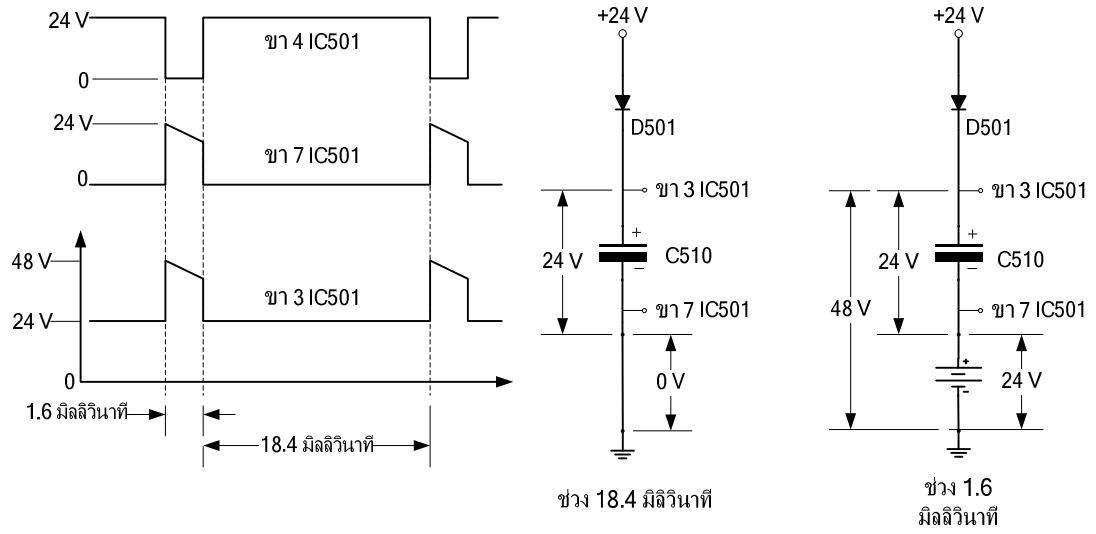 24 V
0
ขา 4 IC501
24 V
0
ขา 7 IC501
48 V
24 V
0
ขา 3 IC501
1.6 มิลลิวินาที
18.4 มิลลิวินาที
+24 V
D501
ขา 3 IC501
+
24 V
C510
–
ขา 7 IC501
0 V
ช่วง 18.4 มิลิวินาที
+24 V
D501
ขา 3 IC501
+
24 V
C510
–
48 V
ขา 7 IC501
+
24 V
-
ช่วง 1.6
มิลลิวินาที